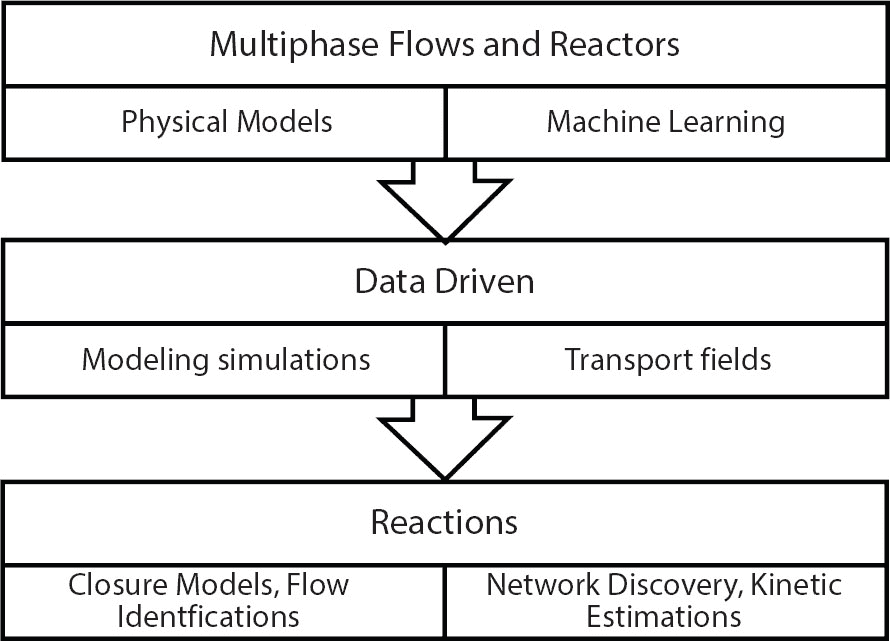 Multiphase Flows and Reactors
Physical Models
Machine Learning
Data Driven
Modeling simulations
Transport fields
Reactions
Closure Models, Flow
Identfications
Network Discovery, Kinetic
Estimations